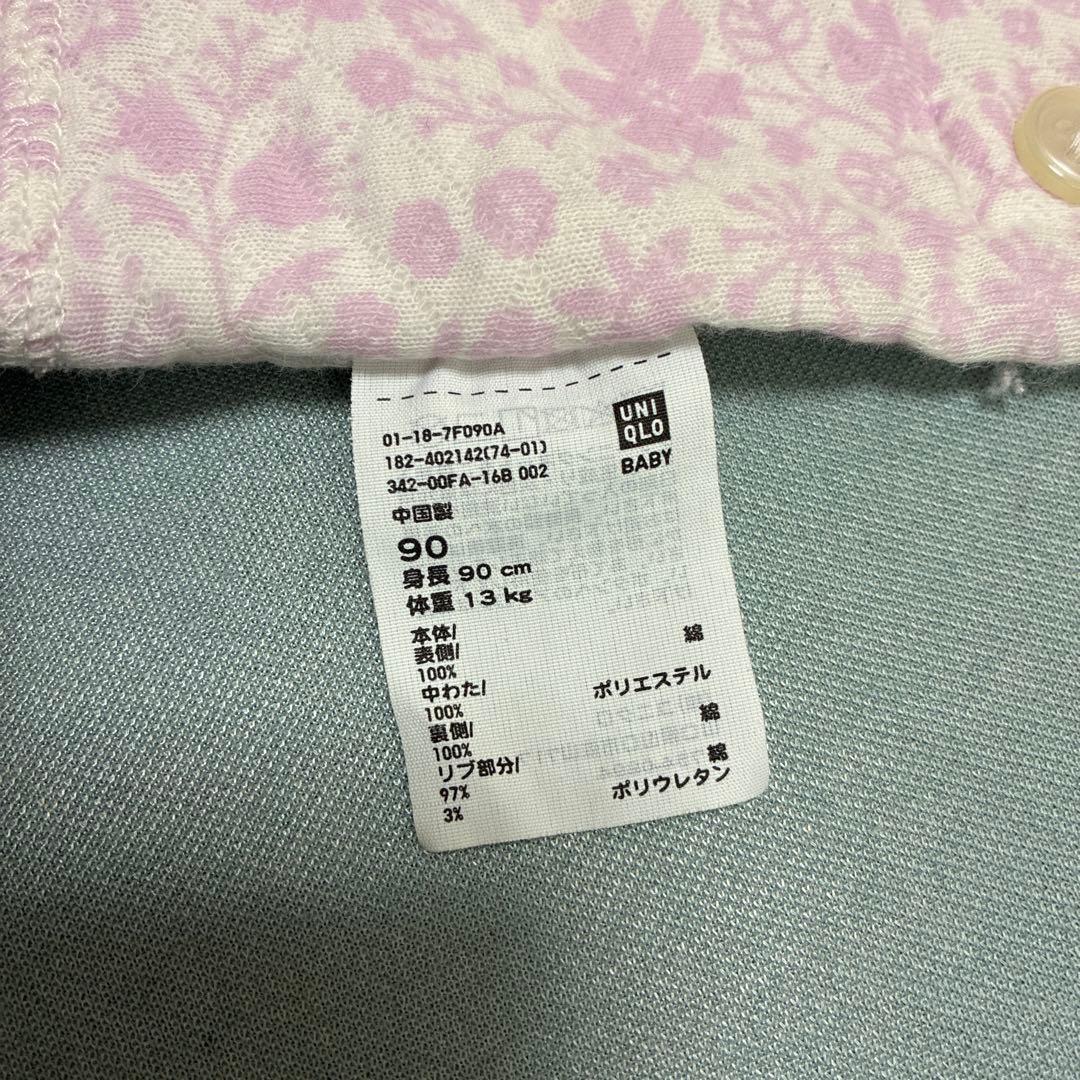 01-18-7F090A
182-402142(74-01)
342-00FA-16B 002
UNI
QLO
BABY
中国製
90
身長 90 cm
体重 13 kg
本体/
表側/ 綿
100%
中わた/ ポリエステル
100%
裏側/ 綿
100%
リブ部分/ 綿
97% ポリウレタン
3%